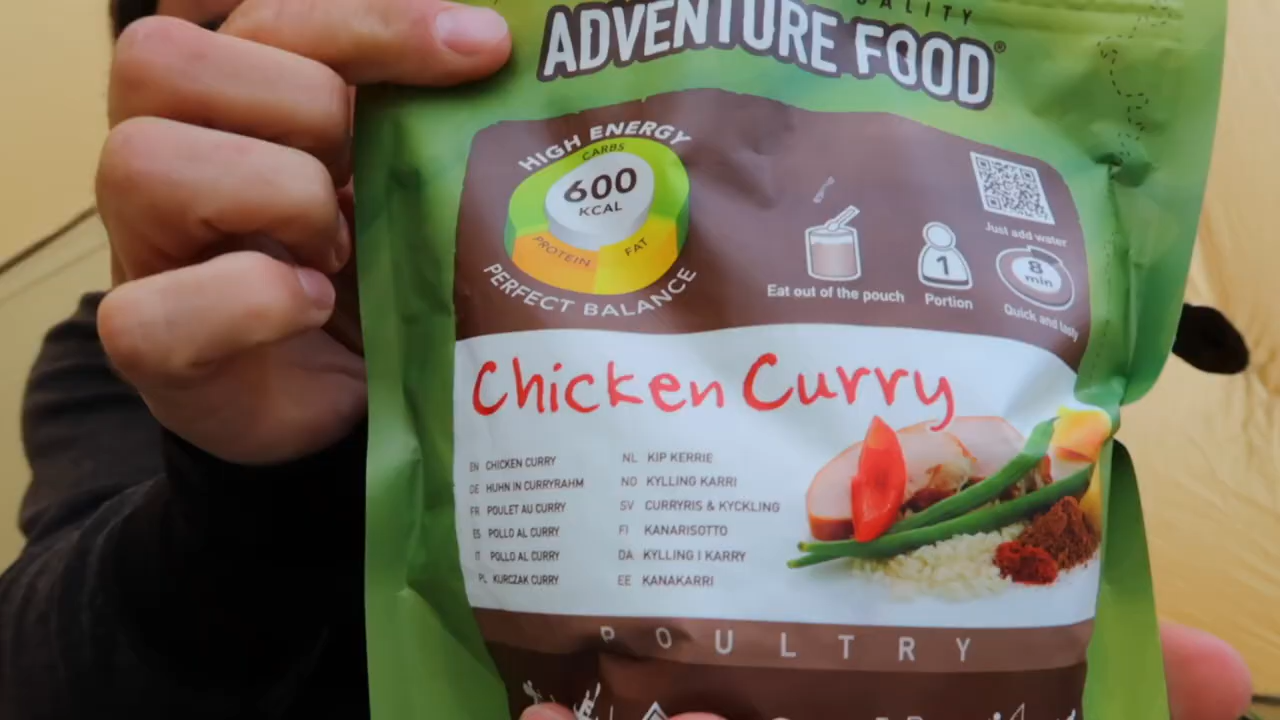 QUALITY
ADVENTURE FOOD®
HIGH ENERGY
CARBS
600
KCAL
PROTEIN
FAT
PERFECT BALANCE
Eat out of the pouch
1
Portion
Just add water
8
min
Quick and tasty
Chicken Curry
EN CHICKEN CURRY
DE HUHN IN CURRYRAHM
FR POULET AU CURRY
ES POLLO AL CURRY
IT POLLO AL CURRY
PL KURCZAK CURRY
NL KIP KERRIE
NO KYLLING KARRI
SV CURRYRIS & KYCKLING
FI KANARISOTTO
DA KYLLING I KARRY
EE KANAKARRI
POULTRY